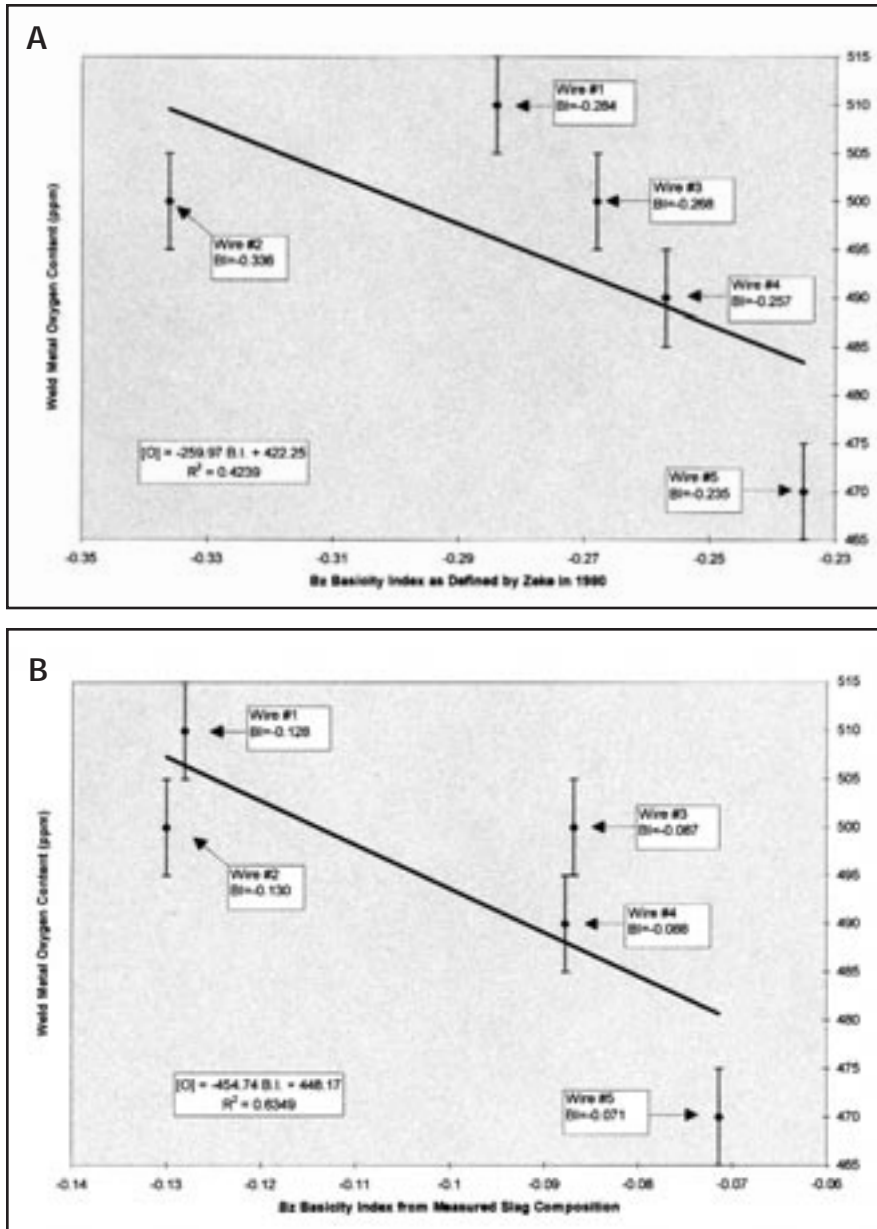 A
Wire #1
BI=-0.284
Wire #3
BI=-0.268
Wire #2
BI=-0.336
Wire #4
BI=-0.257
Wire #5
BI=-0.235
[O] = -259.97 B.I. + 422.25
R² = 0.4239
Weld Metal Oxygen Content (ppm)
515
510
505
500
495
490
485
480
475
470
465
-0.35
-0.33
-0.31
-0.29
-0.27
-0.25
-0.23
Bz Basicity Index as Defined by Zeke in 1980
B
Wire #1
BI=-0.128
Wire #2
BI=-0.130
Wire #3
BI=-0.087
Wire #4
BI=-0.088
Wire #5
BI=-0.071
[O] = -454.74 B.I. + 448.17
R² = 0.6349
Weld Metal Oxygen Content (ppm)
515
510
505
500
495
490
485
480
475
470
465
-0.14
-0.13
-0.12
-0.11
-0.1
-0.09
-0.08
-0.07
-0.06
Bz Basicity Index from Measured Slag Composition